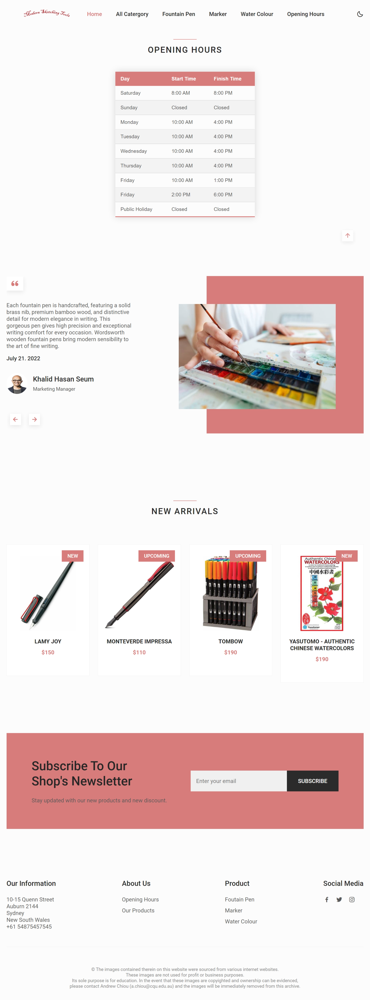 Modern Sketching Tools
Home
All Catergory
Fountain Pen
Marker
Water Colour
Opening Hours
OPENING HOURS
Day Start Time Finish Time
Saturday 8:00 AM 8:00 PM
Sunday Closed Closed
Monday 10:00 AM 4:00 PM
Tuesday 10:00 AM 4:00 PM
Wednesday 10:00 AM 4:00 PM
Thursday 10:00 AM 4:00 PM
Friday 10:00 AM 1:00 PM
Friday 2:00 PM 6:00 PM
Public Holiday Closed Closed
Each fountain pen is handcrafted, featuring a solid
brass nib, premium bamboo wood, and distinctive
detail for modern elegance in writing. This
gorgeous pen gives high precision and exceptional
writing comfort for every occasion. Wordsworth
wooden fountain pens bring modern sensibility to
the art of fine writing.
July 21. 2022
Khalid Hasan Seum
Marketing Manager
NEW ARRIVALS
NEW
LAMY JOY
$150
UPCOMING
MONTEVERDE IMPRESSA
$110
UPCOMING
TOMBOW
$190
NEW
Authentic Chines
WATERCOLORS
中國水彩畫
Yasutomo
YASUTOMO - AUTHENTIC
CHINESE WATERCOLORS
$190
Subscribe To Our
Shop's Newsletter
Stay updated with our new products and new discount.
Enter your email
SUBSCRIBE
Our Information
10-15 Quenn Street
Auburn 2144
Sydney
New South Wales
+61 54875457545
About Us
Opening Hours
Our Products
Product
Foutain Pen
Marker
Water Colour
Social Media
© The images contained therein on this website were sourced from various internet websites.
These images are not used for profit or business purposes.
Its sole purpose is for education. In the event that these images are copyighted and ownership can be evidenced,
please contact Andrew Chiou (a.chiou@cqu.edu.au) and the images will be immediately removed from this archive.